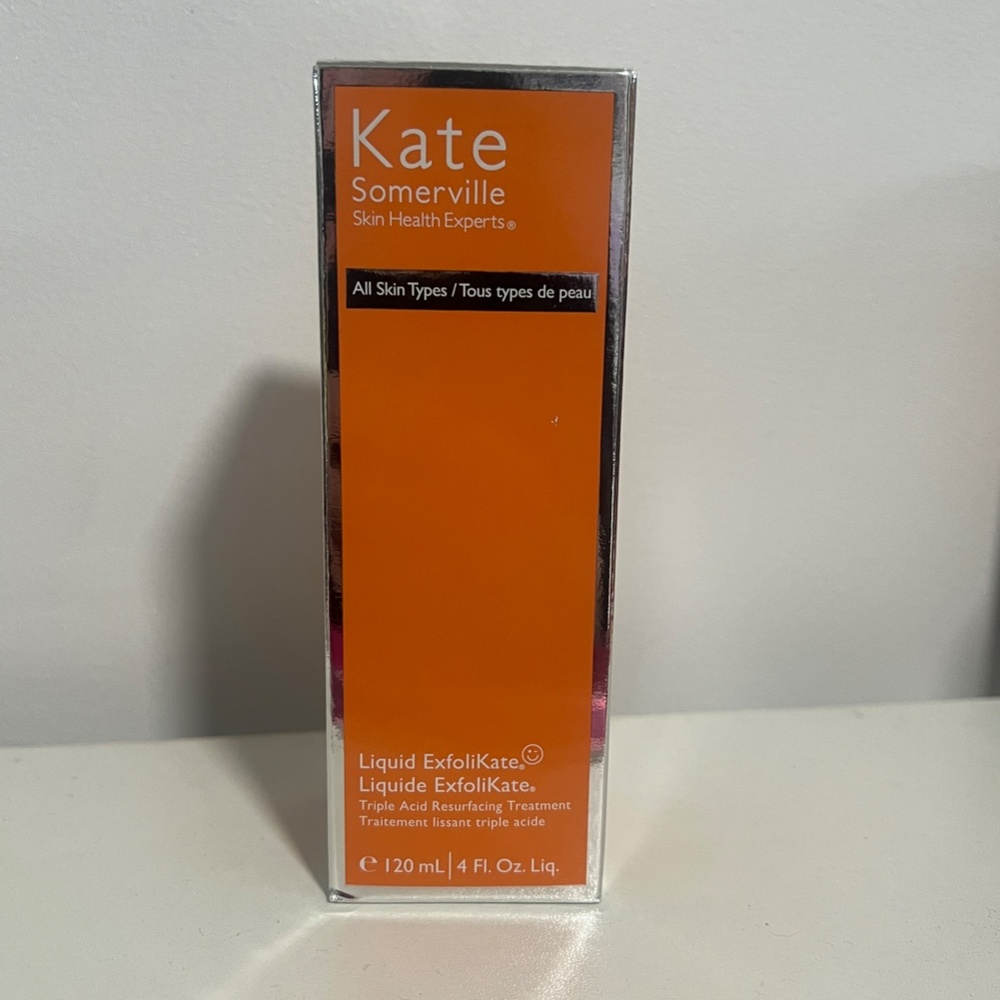 Kate
Somerville
Skin Health Experts®
All Skin Types / Tous types de peau
Liquid ExfoliKate®
Liquide ExfoliKate®
Triple Acid Resurfacing Treatment
Traitement lissant triple acide
℮ 120 mL | 4 Fl. Oz. Liq.